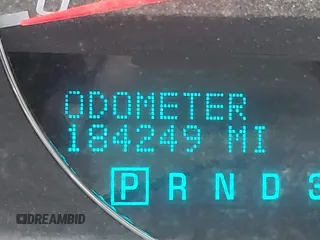 ODOMETER
184249 MI
P R N D 3
DREAMBID